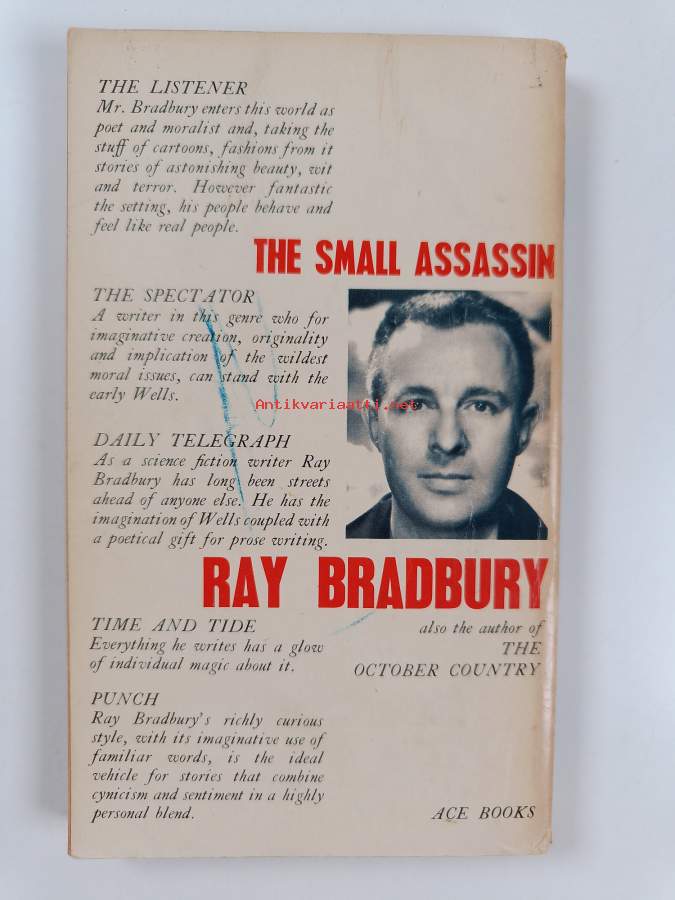 THE LISTENER
Mr. Bradbury enters this world as
poet and moralist and, taking the
stuff of cartoons, fashions from it
stories of astonishing beauty, wit
and terror. However fantastic
the setting, his people behave and
feel like real people.
THE SMALL ASSASSIN
THE SPECTATOR
A writer in this genre who for
imaginative creation, originality
and implication of the wildest
moral issues, can stand with the
early Wells.
Antikvariaatti.net
DAILY TELEGRAPH
As a science fiction writer Ray
Bradbury has long been streets
ahead of anyone else. He has the
imagination of Wells coupled with
a poetical gift for prose writing.
RAY BRADBURY
TIME AND TIDE
Everything he writes has a glow
of individual magic about it.
also the author of
THE
OCTOBER COUNTRY
PUNCH
Ray Bradbury's richly curious
style, with its imaginative use of
familiar words, is the ideal
vehicle for stories that combine
cynicism and sentiment in a highly
personal blend.
ACE BOOKS